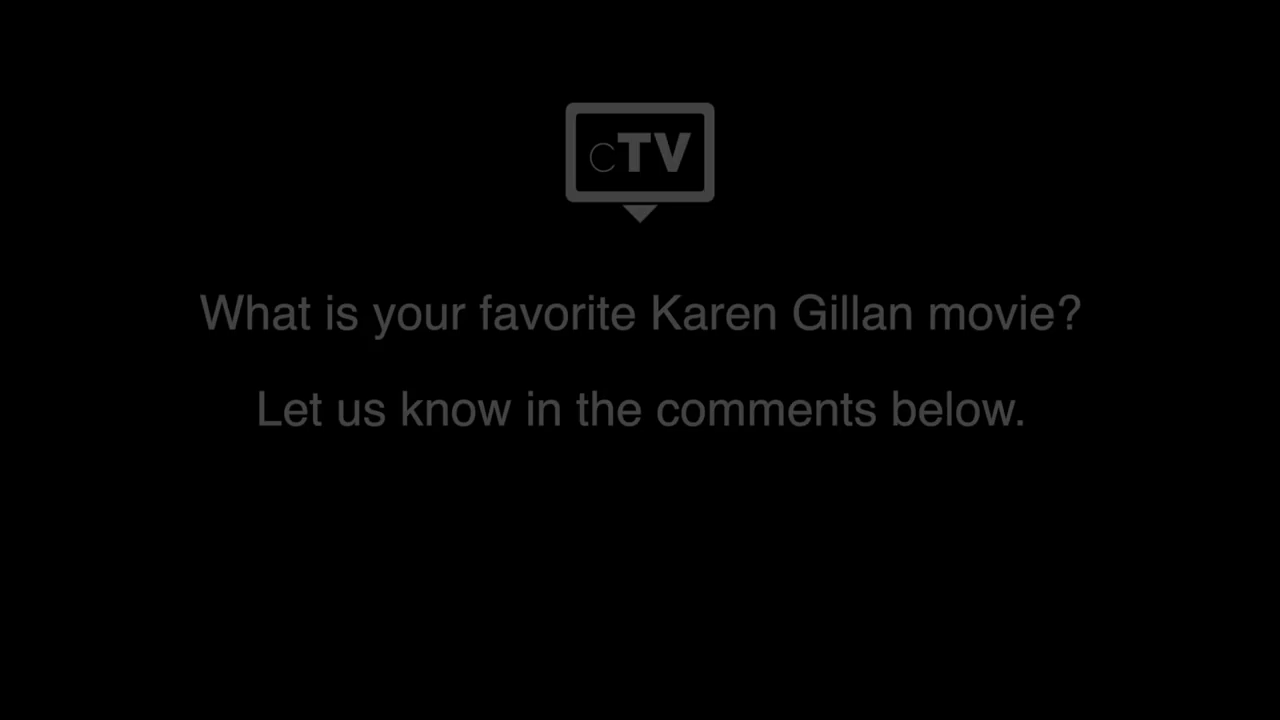 cTV
What is your favorite Karen Gillan movie?
Let us know in the comments below.